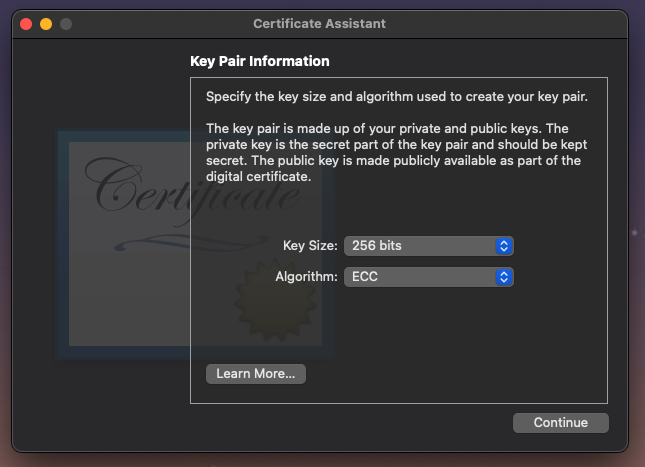 Certificate Assistant
Key Pair Information
Specify the key size and algorithm used to create your key pair.
The key pair is made up of your private and public keys. The
private key is the secret part of the key pair and should be kept
secret. The public key is made publicly available as part of the
digital certificate.
Certificate
Key Size: 256 bits
Algorithm: ECC
Learn More...
Continue